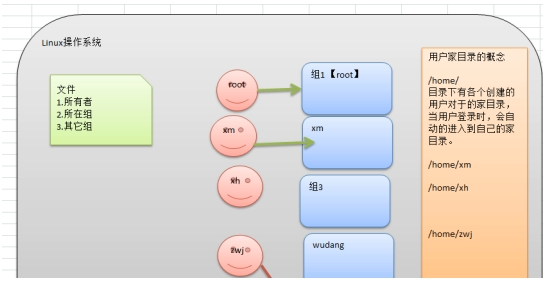 Linux操作系统
文件
1.所有者
2.所在组
3.其它组
root
xm
xh
zwj
组1【root】
xm
组3
wudang
用户家目录的概念
/home/
目录下有各个创建的
用户对于的家目录，
当用户登录时，会自
动的进入到自己的家
目录。
/home/xm
/home/xh
/home/zwj